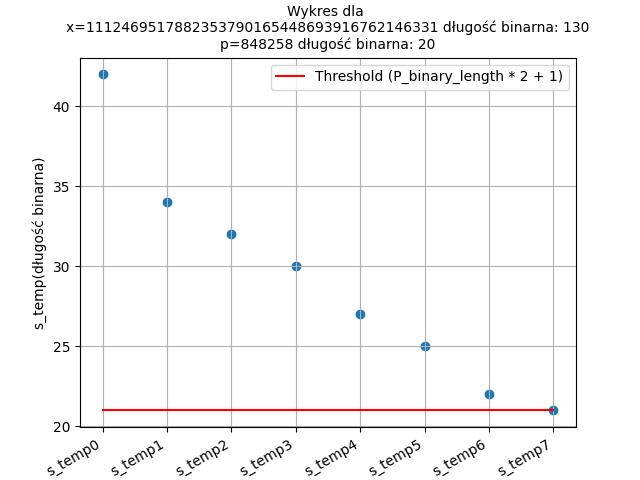 Wykres dla
x=1112469517882353790165448693916762146331 długość binarna: 130
p=848258 długość binarna: 20
Threshold (P_binary_length * 2 + 1)
s_temp(długość binarna)
40
35
30
25
20
s_temp0
s_temp1
s_temp2
s_temp3
s_temp4
s_temp5
s_temp6
s_temp7